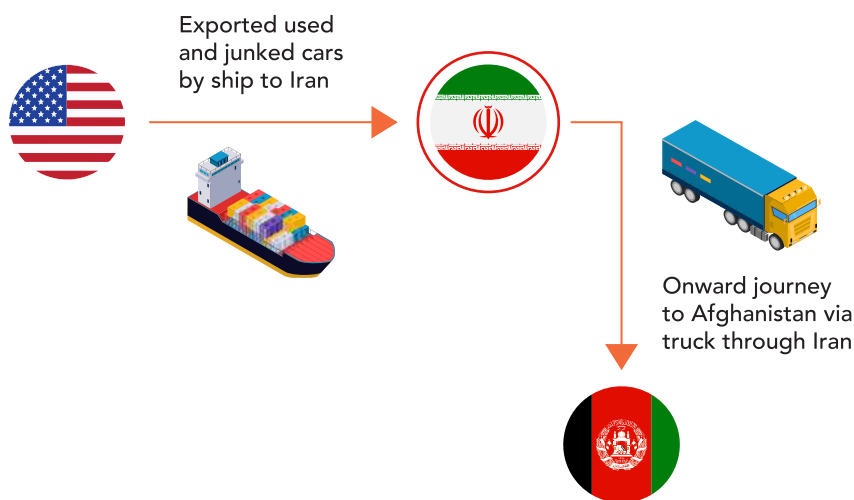 Exported used
and junked cars
by ship to Iran
Onward journey
to Afghanistan via
truck through Iran